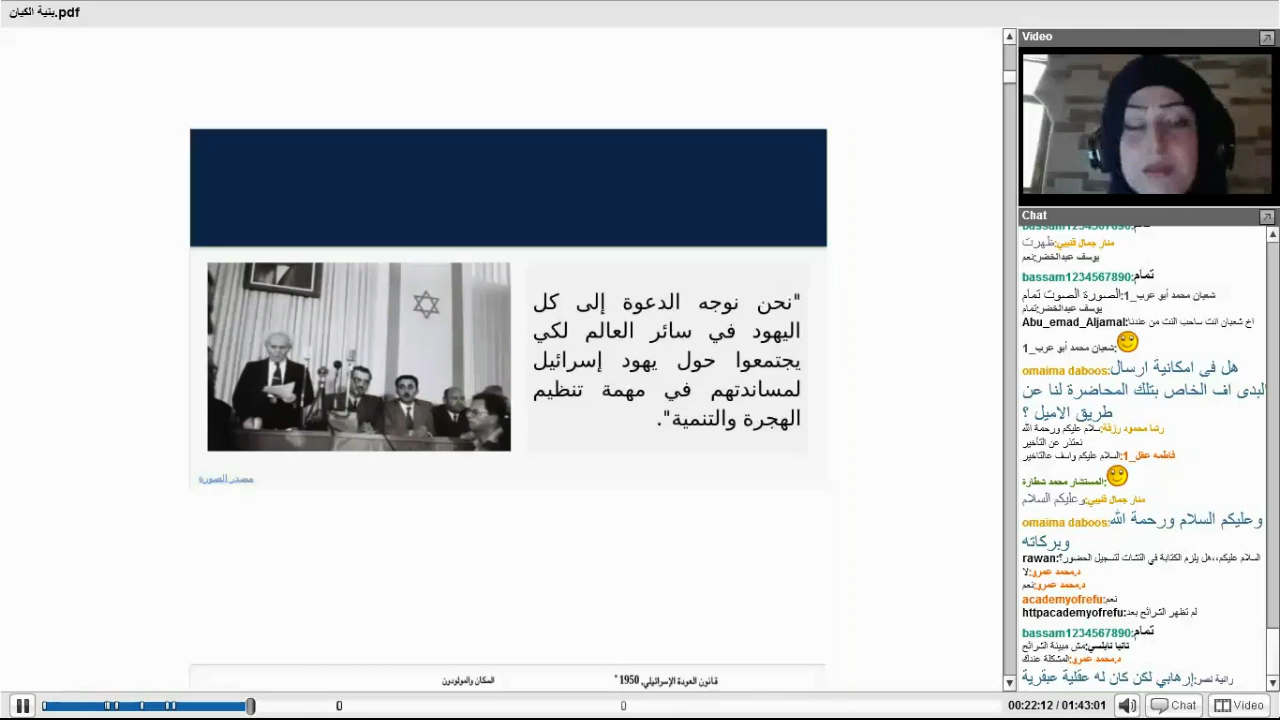 بنية الكيان.pdf
"نحن نوجه الدعوة إلى كل
اليهود في سائر العالم لكي
يجتمعوا حول يهود إسرائيل
لمساندتهم في مهمة تنظيم
الهجرة والتنمية".
مصدر الصورة
قانون العودة الإسرائيلي، 1950"
المكان والمولودون
Video
Chat
bassam1234567890:تمام
منار جمال قنيبي:ظهرت
يوسف عبدالخضر:نعم
bassam1234567890:تمام
شعبان محمد أبو عرب_1:الصورة الصوت تمام
يوسف عبدالخضر:تمام
Abu_emad_Aljamal:اخ شعبان انت ساحب النت من عندنا
شعبان محمد أبو عرب_1:
omaima daboos:هل في امكانية ارسال
البدى اف الخاص بتلك المحاضرة لنا عن
طريق الاميل ؟
رشا محمود رزقة:سلام عليكم ورحمة الله
نعتذر عن التأخير
فاطمه عقل_1:السلام عليكم واسف عالتاخير
المستشار محمد شطارة:
منار جمال قنيبي:وعليكم السلام
omaima daboos:وعليكم السلام ورحمة الله
وبركاته
rawan:السلام عليكم،،هل يلزم الكتابة في التشات لتسجيل الحضور؟
د.محمد عمرو:لا
د.محمد عمرو:نعم
academyofrefu:نعم
httpacademyofrefu:لم تظهر الشرائح بعد
bassam1234567890:تمام
تانيا نابلسي:مش مبينة الشرائح
د.محمد عمرو:المشكلة عندك
رانية نصر:إرهابي لكن كان له عقلية عبقرية
00:22:12 / 01:43:01
Chat
Video